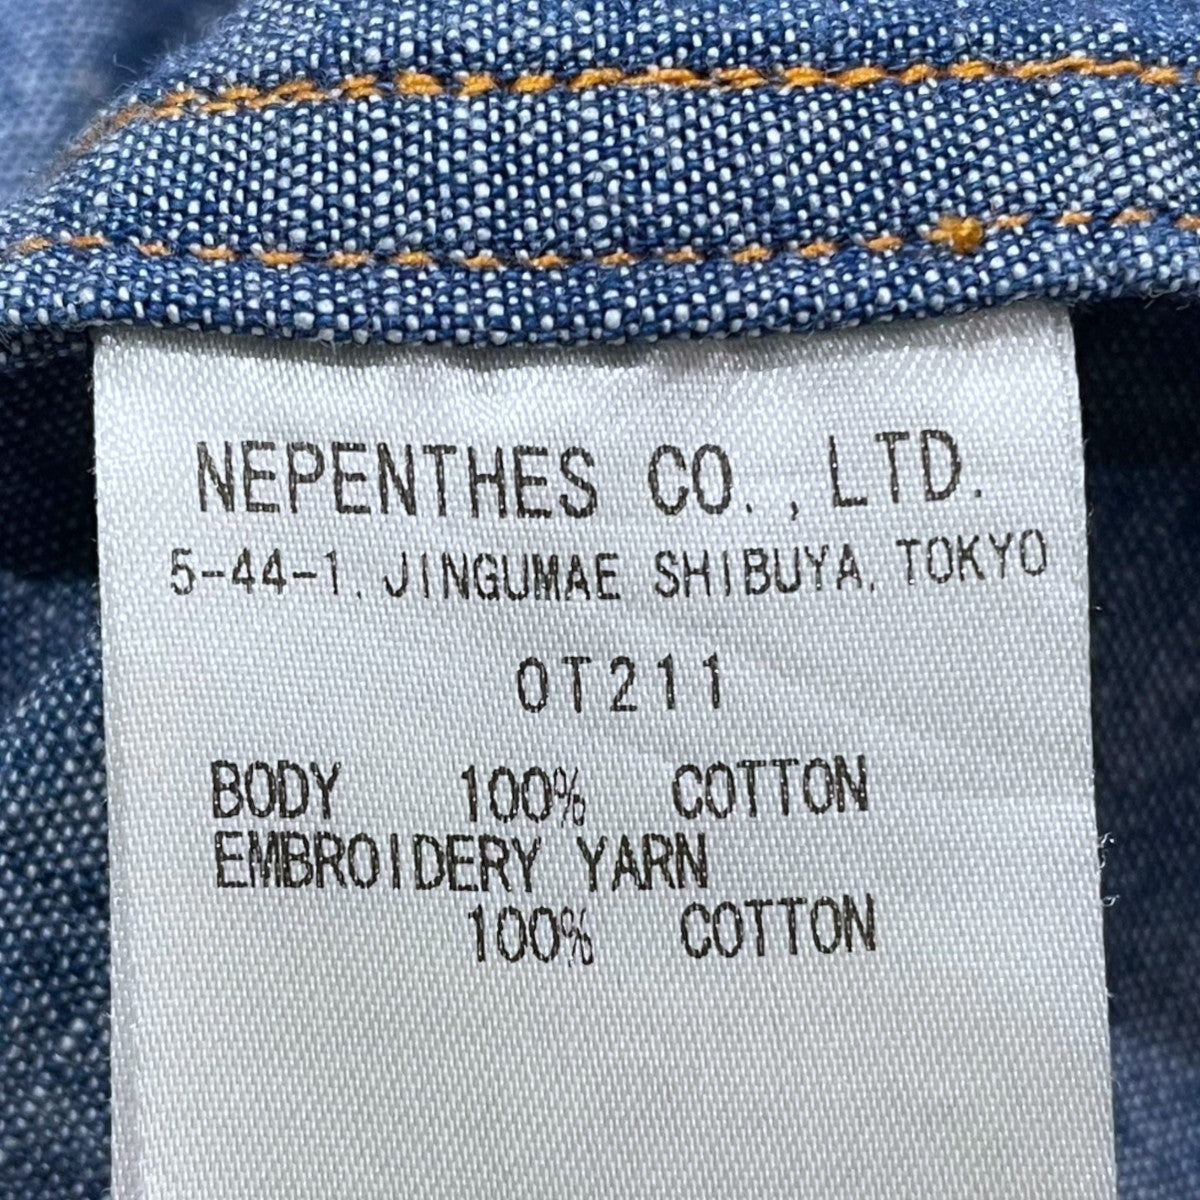 NEPENTHES CO., LTD.
5-44-1, JINGUMAE SHIBUYA, TOKYO
OT211
BODY 100% COTTON
EMBROIDERY YARN
100% COTTON